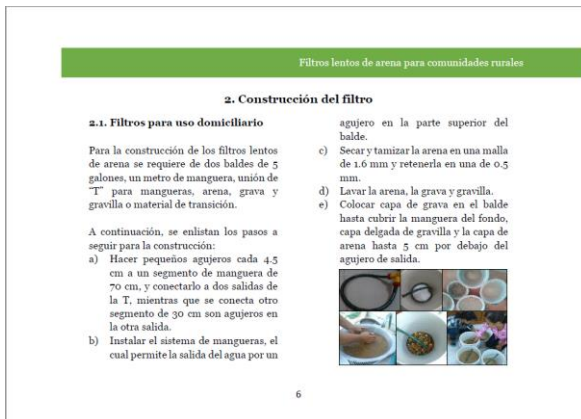 Filtros lentos de arena para comunidades rurales
2. Construcción del filtro
2.1. Filtros para uso domiciliario
Para la construcción de los filtros lentos
de arena se requiere de dos baldes de 5
galones, un metro de manguera, unión de
"T" para mangueras, arena, grava y
gravilla o material de transición.
A continuación, se enlistan los pasos a
seguir para la construcción:
a) Hacer pequeños agujeros cada 4.5
cm a un segmento de manguera de
70 cm, y conectarlo a dos salidas de
la T, mientras que se conecta otro
segmento de 30 cm son agujeros en
la otra salida.
b) Instalar el sistema de mangueras, el
cual permite la salida del agua por un
agujero en la parte superior del
balde.
c) Secar y tamizar la arena en una malla
de 1.6 mm y retenerla en una de 0.5
mm.
d) Lavar la arena, la grava y gravilla.
e) Colocar capa de grava en el balde
hasta cubrir la manguera del fondo,
capa delgada de gravilla y la capa de
arena hasta 5 cm por debajo del
agujero de salida.
6